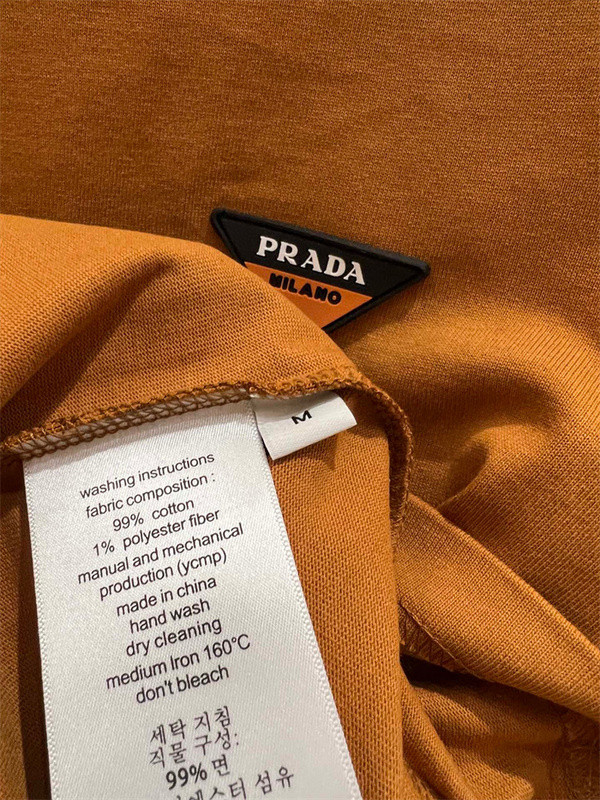 PRADA
MILANO
M
washing instructions
fabric composition :
99% cotton
1% polyester fiber
manual and mechanical
production (ycmp)
made in china
hand wash
dry cleaning
medium Iron 160°C
don't bleach
세탁 지침
직물 구성:
99% 면
섬유